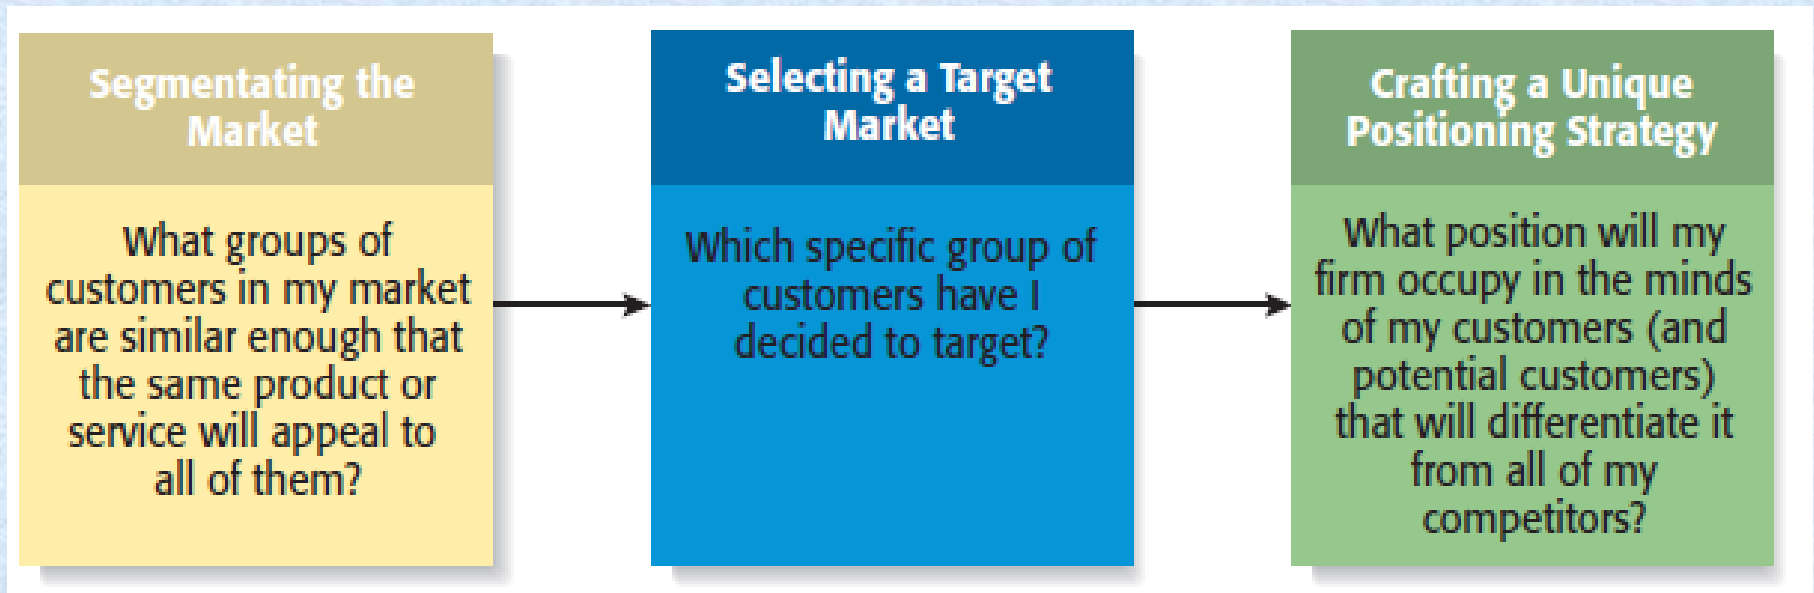 Segmentating the
Market
What groups of
customers in my market
are similar enough that
the same product or
service will appeal to
all of them?
Selecting a Target
Market
Which specific group of
customers have I
decided to target?
Crafting a Unique
Positioning Strategy
What position will my
firm occupy in the minds
of my customers (and
potential customers)
that will differentiate it
from all of my
competitors?